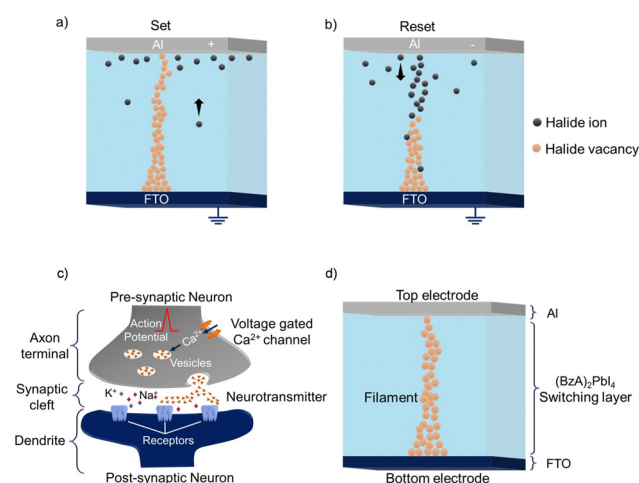 a)
Set
Al
+
FTO
b)
Reset
Al
-
FTO
Halide ion
Halide vacancy
c)
Pre-synaptic Neuron
Action
Potential
Ca²⁺
Voltage gated
Ca²⁺ channel
Vesicles
Axon
terminal
Synaptic
cleft
K⁺
Na⁺
Neurotransmitter
Dendrite
Receptors
Post-synaptic Neuron
d)
Top electrode
Al
Filament
(BzA)₂PbI₄
Switching layer
FTO
Bottom electrode